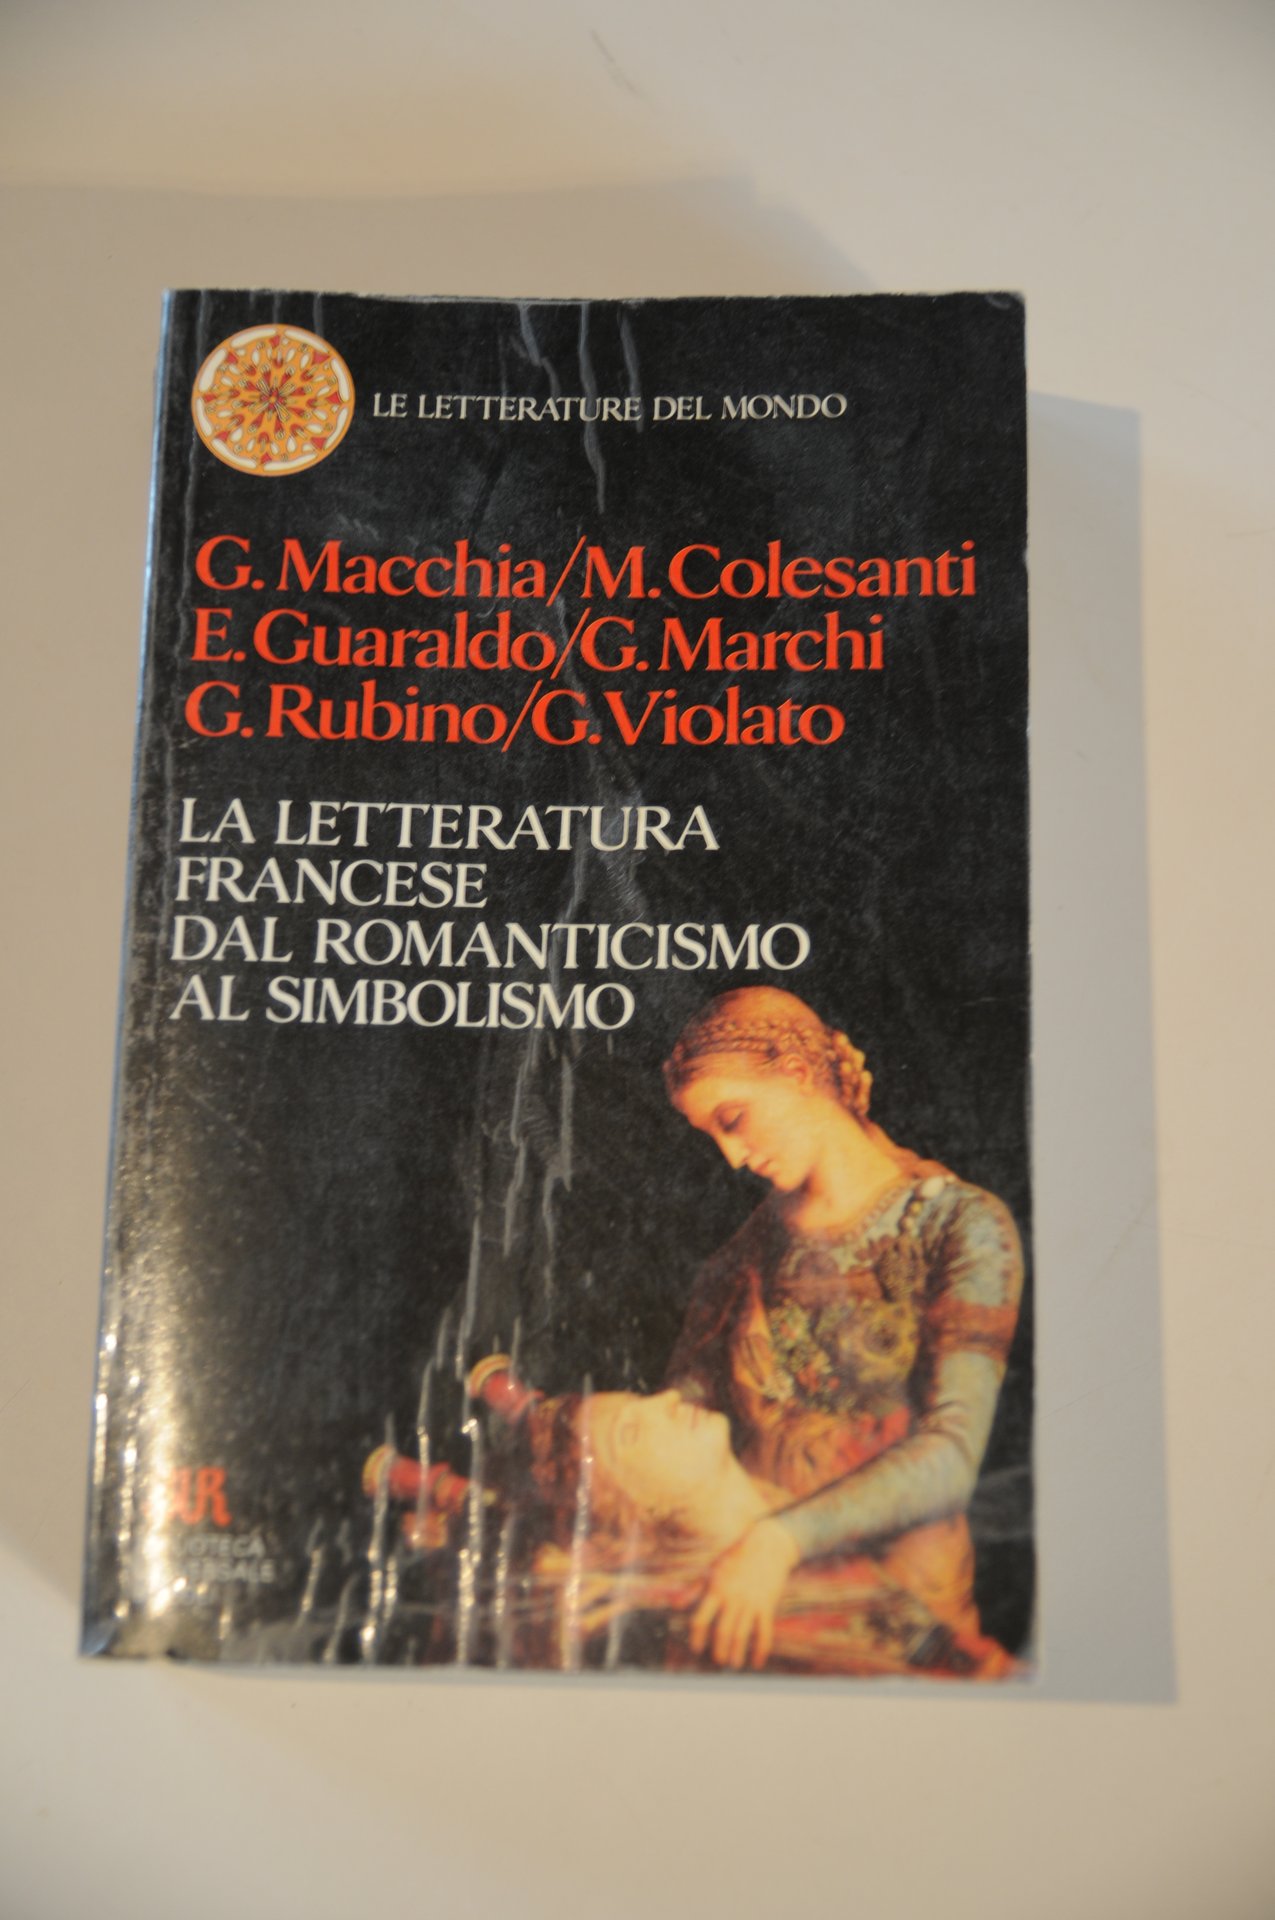 LE LETTERATURE DEL MONDO
G. Macchia/M. Colesanti
E. Guaraldo/G. Marchi
G. Rubino/G. Violato
LA LETTERATURA
FRANCESE
DAL ROMANTICISMO
AL SIMBOLISMO